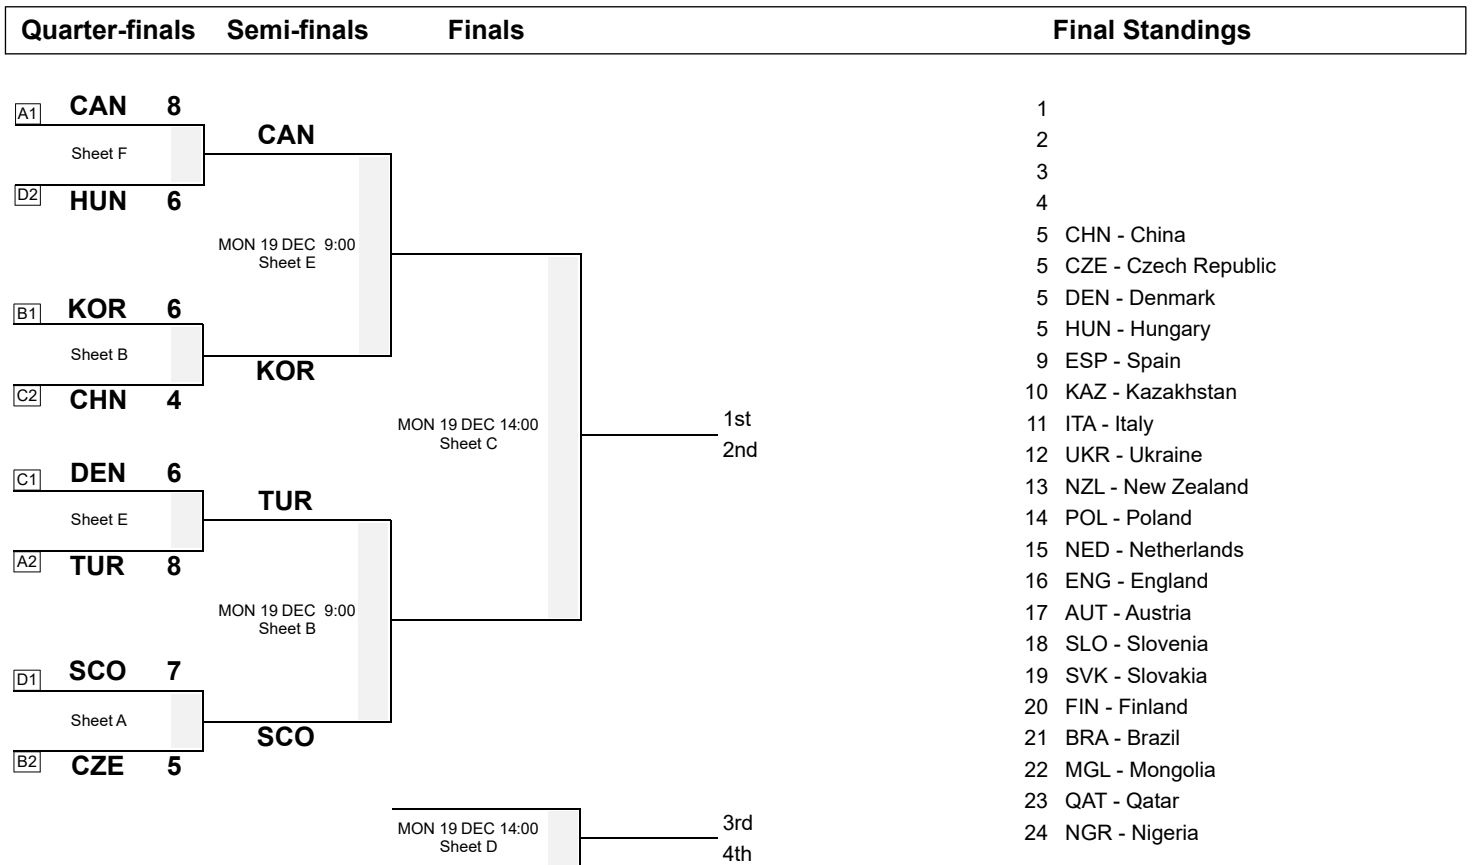 Quarter-finals Semi-finals Finals Final Standings
A1 CAN 8
Sheet F
D2 HUN 6
CAN
MON 19 DEC 9:00
Sheet E
KOR
B1 KOR 6
Sheet B
C2 CHN 4
MON 19 DEC 14:00
Sheet C
1st
2nd
C1 DEN 6
Sheet E
A2 TUR 8
TUR
MON 19 DEC 9:00
Sheet B
SCO
D1 SCO 7
Sheet A
B2 CZE 5
MON 19 DEC 14:00
Sheet D
3rd
4th
1
2
3
4
5 CHN - China
5 CZE - Czech Republic
5 DEN - Denmark
5 HUN - Hungary
9 ESP - Spain
10 KAZ - Kazakhstan
11 ITA - Italy
12 UKR - Ukraine
13 NZL - New Zealand
14 POL - Poland
15 NED - Netherlands
16 ENG - England
17 AUT - Austria
18 SLO - Slovenia
19 SVK - Slovakia
20 FIN - Finland
21 BRA - Brazil
22 MGL - Mongolia
23 QAT - Qatar
24 NGR - Nigeria